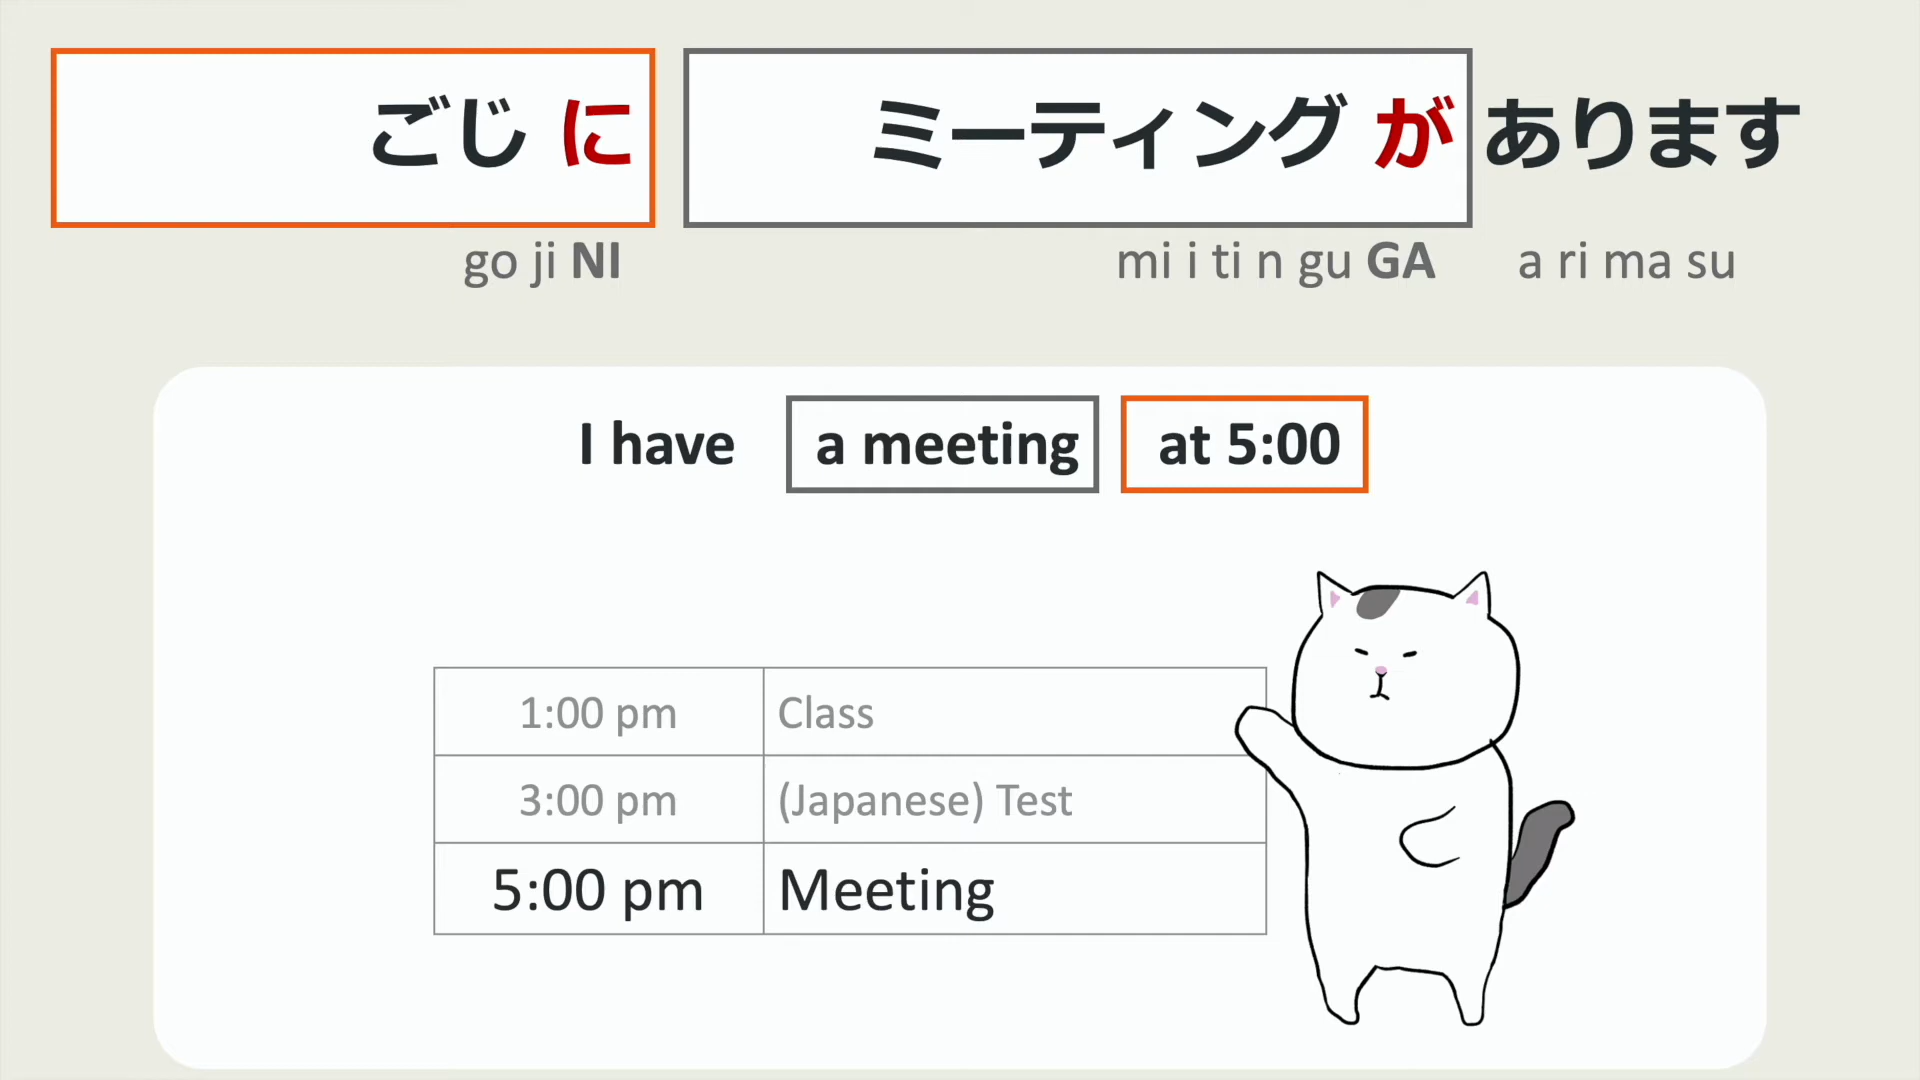 ごじ に ミーティング が あります
go ji NI mi i ti n gu GA a ri ma su
I have a meeting at 5:00
1:00 pm Class
3:00 pm (Japanese) Test
5:00 pm Meeting